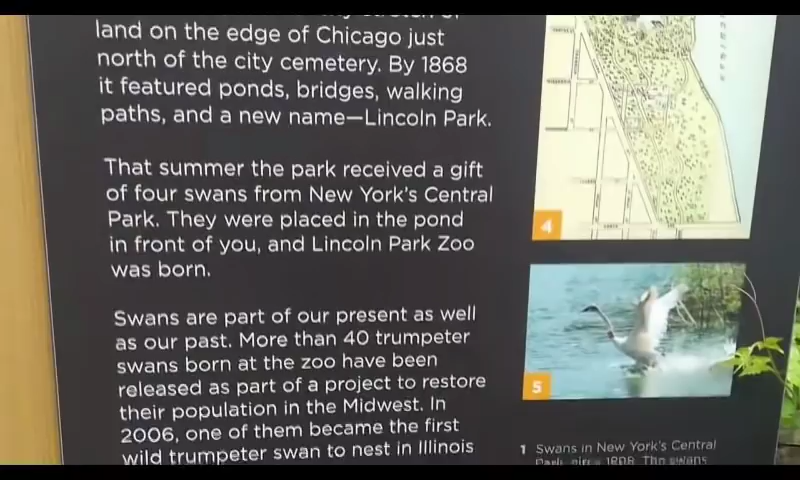 land on the edge of Chicago just
north of the city cemetery. By 1868
it featured ponds, bridges, walking
paths, and a new name—Lincoln Park.
That summer the park received a gift
of four swans from New York's Central
Park. They were placed in the pond
in front of you, and Lincoln Park Zoo
was born.
Swans are part of our present as well
as our past. More than 40 trumpeter
swans born at the zoo have been
released as part of a project to restore
their population in the Midwest. In
2006, one of them became the first
wild trumpeter swan to nest in Illinois
4
5
1 Swans in New York's Central
Park, The swans